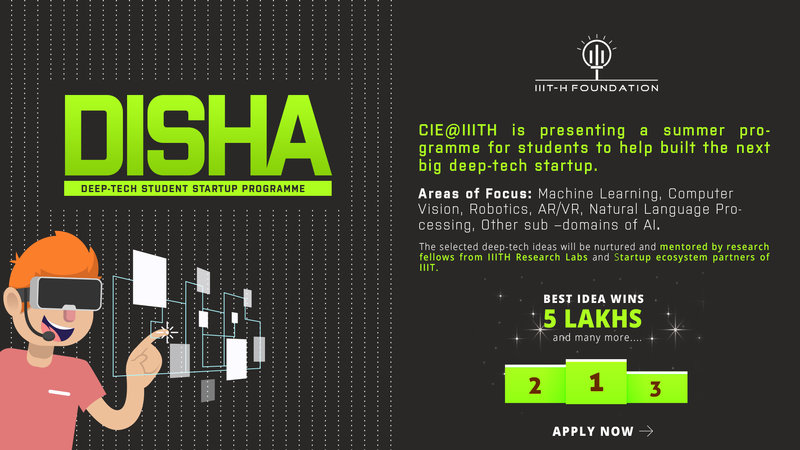 DISHA
DEEP-TECH STUDENT STARTUP PROGRAMME
IIIT-H FOUNDATION
CIE@IIITH is presenting a summer pro-
gramme for students to help built the next
big deep-tech startup.
Areas of Focus: Machine Learning, Computer
Vision, Robotics, AR/VR, Natural Language Pro-
cessing, Other sub –domains of AI.
The selected deep-tech ideas will be nurtured and mentored by research
fellows from IIITH Research Labs and Startup ecosystem partners of
IIIT.
BEST IDEA WINS
5 LAKHS
and many more....
2 1 3
APPLY NOW →